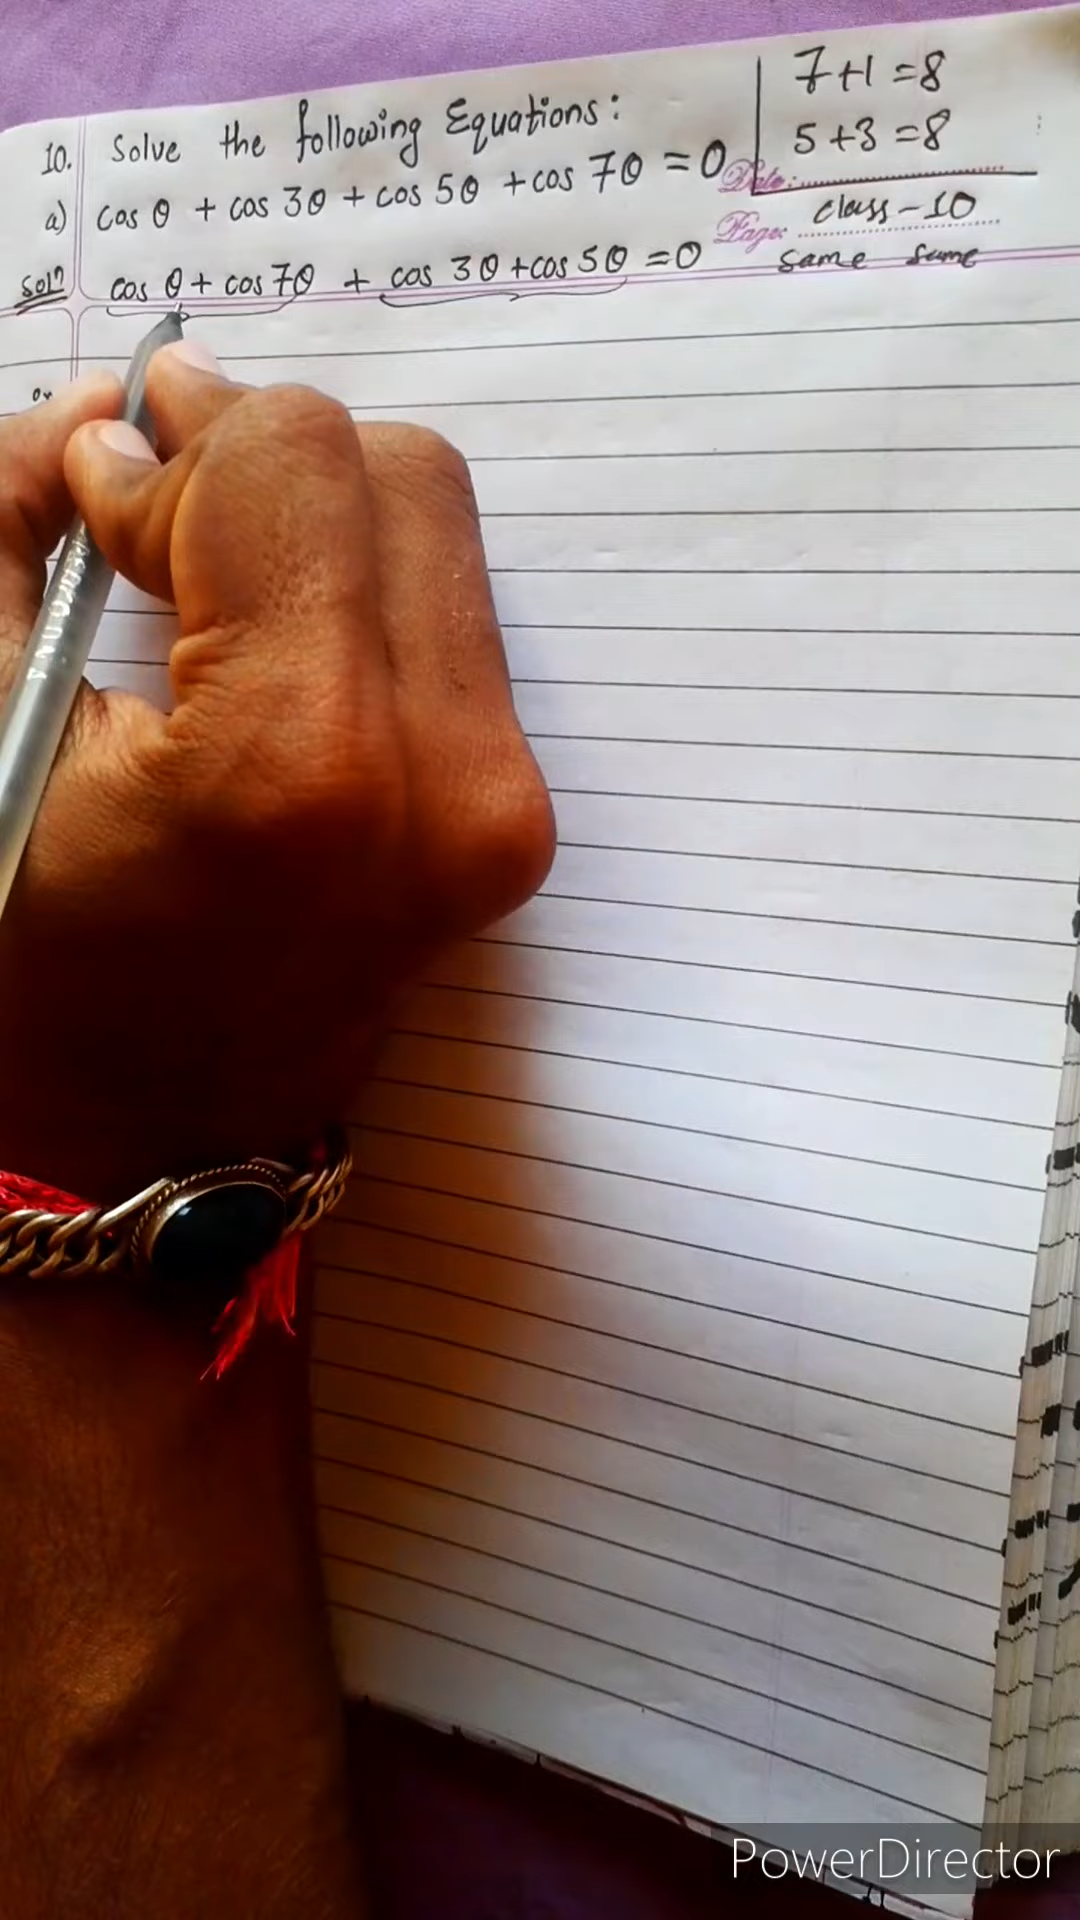 10. Solve the following Equations:
a) cos θ + cos 3θ + cos 5θ + cos 7θ = 0
7+1 = 8
5+3 = 8
Date:
class - 10
Page:
same same
Solⁿ cos θ + cos 7θ + cos 3θ + cos 5θ = 0
or
PowerDirector